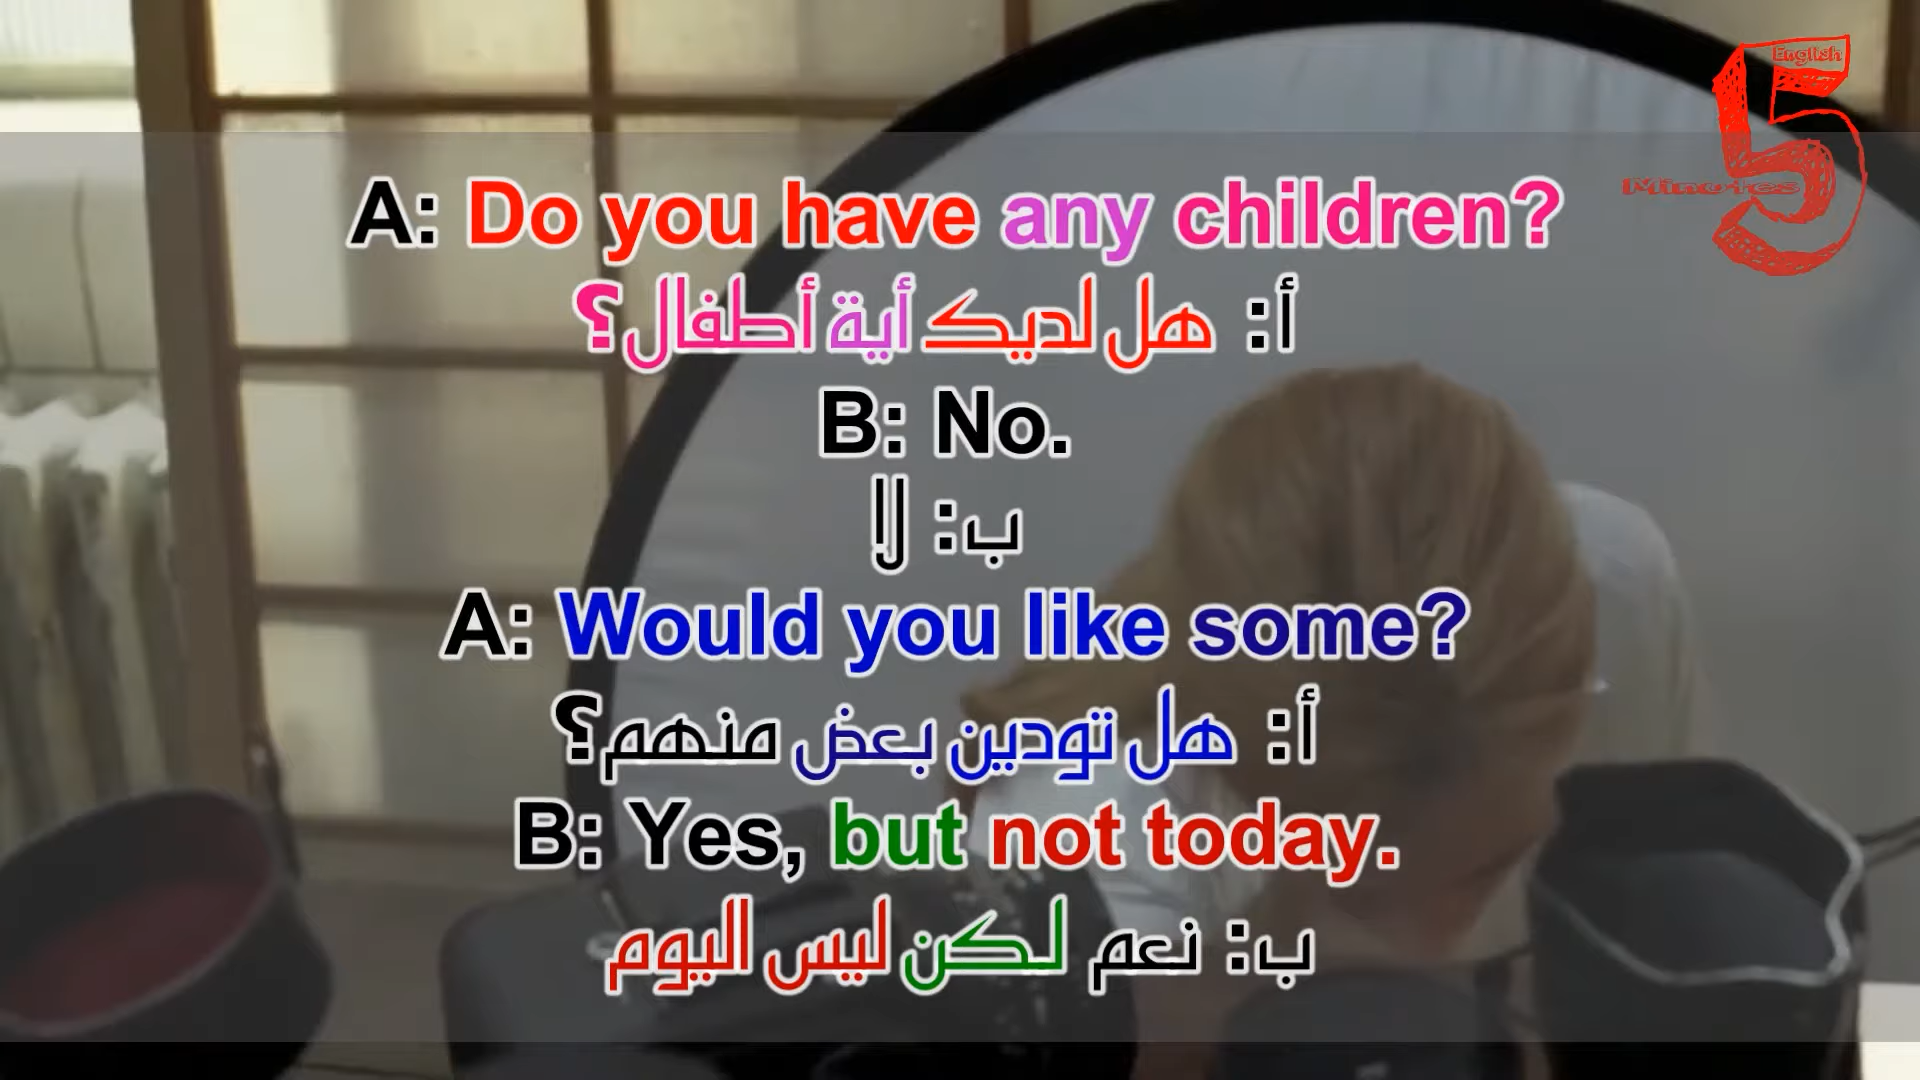 English
5
Minutes
A: Do you have any children?
أ: هل لديك أية أطفال؟
B: No.
ب: لا
A: Would you like some?
أ: هل تودين بعض منهم؟
B: Yes, but not today.
ب: نعم لكن ليس اليوم